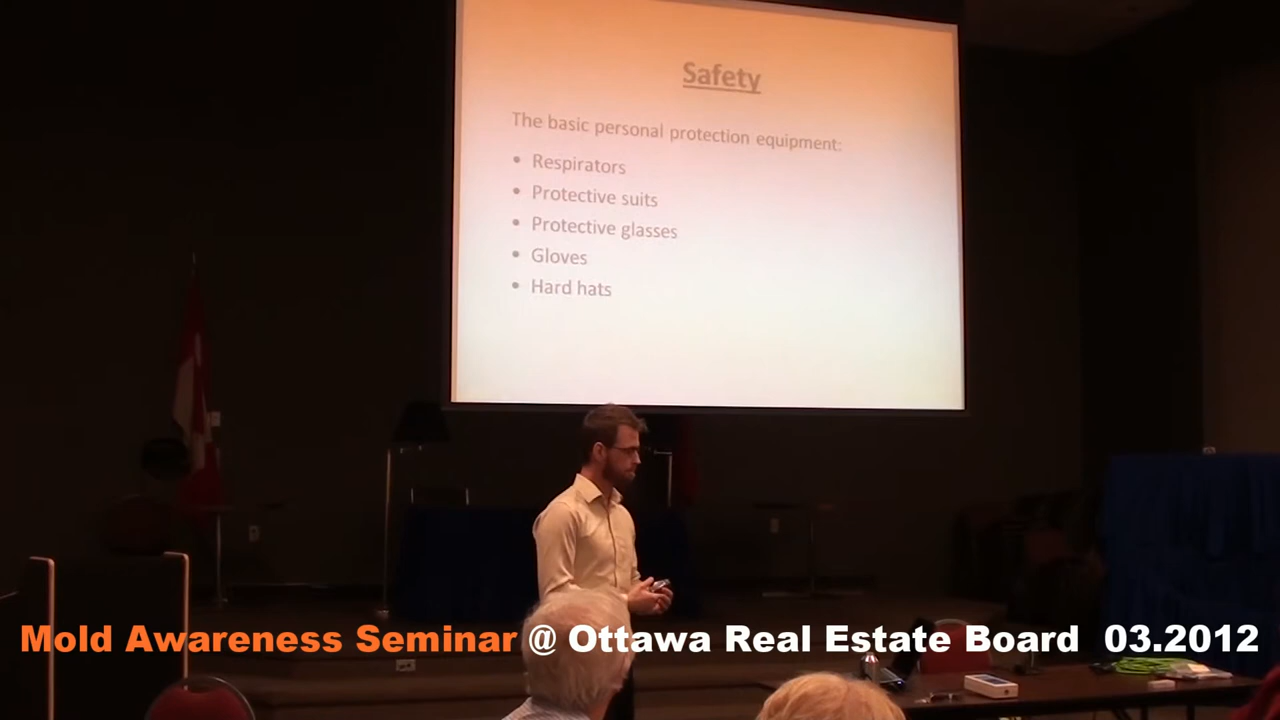 Safety
The basic personal protection equipment:
• Respirators
• Protective suits
• Protective glasses
• Gloves
• Hard hats
Mold Awareness Seminar @ Ottawa Real Estate Board 03.2012